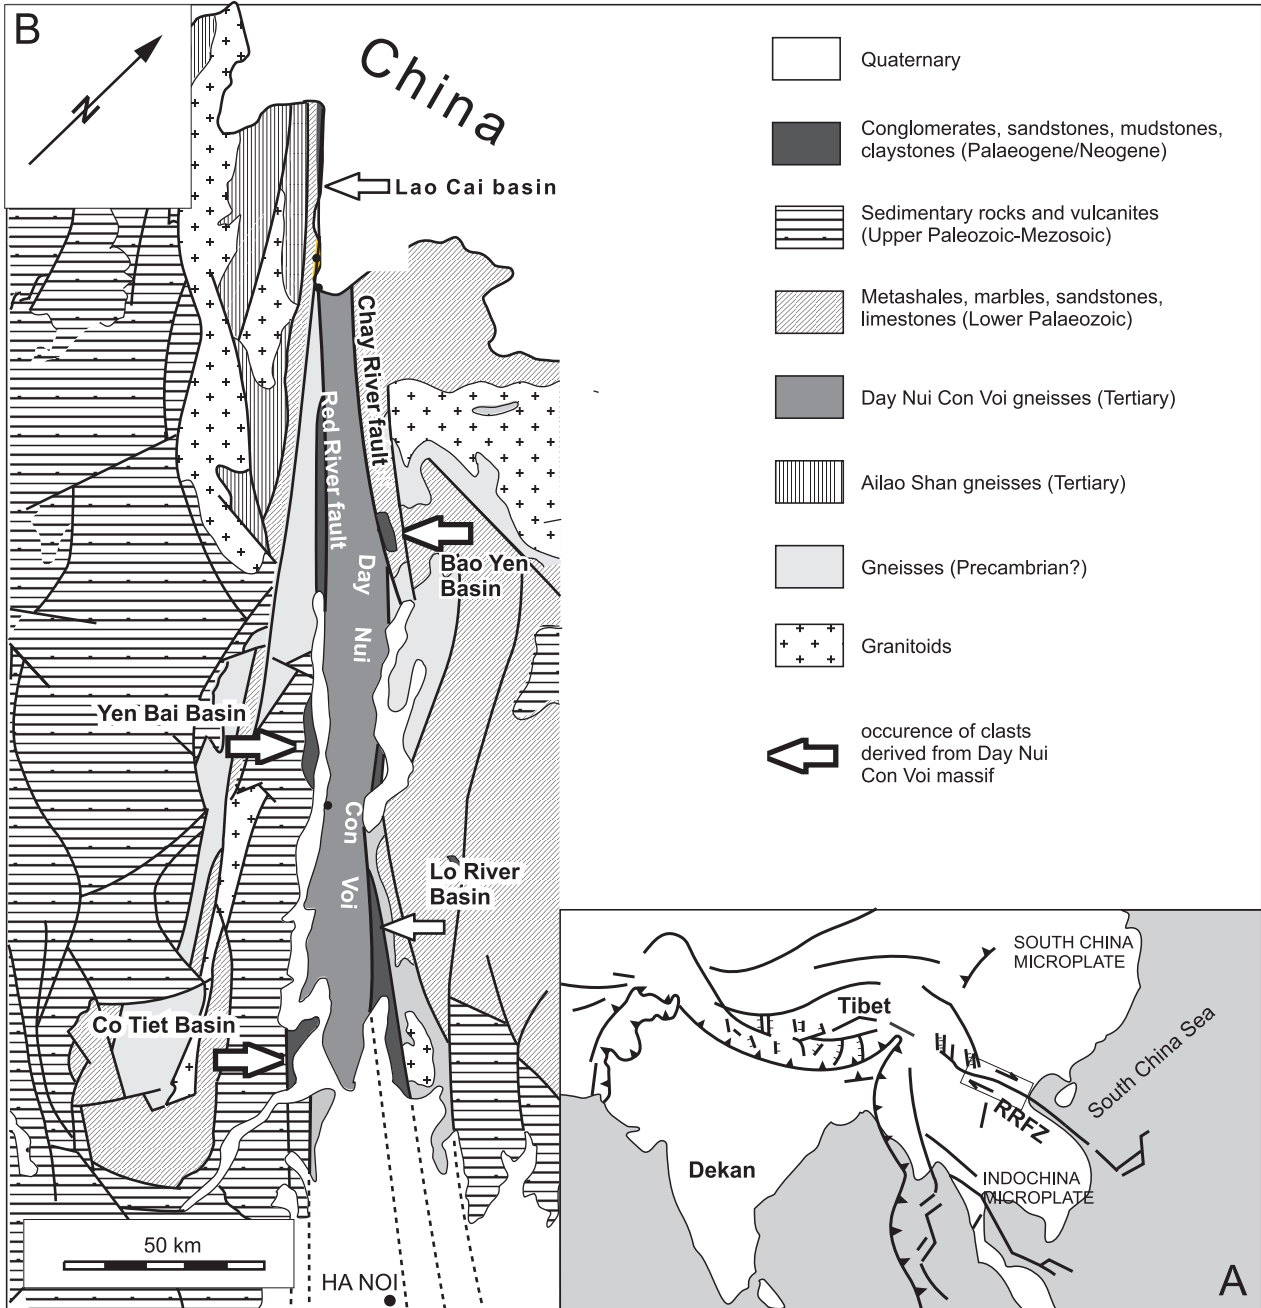 B
N
China
Lao Cai basin
Chay River fault
Red River fault
Day
Nui
Con
Voi
Bao Yen
Basin
Yen Bai Basin
Lo River
Basin
Co Tiet Basin
50 km
HA NOI
Quaternary
Conglomerates, sandstones, mudstones,
claystones (Palaeogene/Neogene)
Sedimentary rocks and vulcanites
(Upper Paleozoic-Mezosoic)
Metashales, marbles, sandstones,
limestones (Lower Palaeozoic)
Day Nui Con Voi gneisses (Tertiary)
Ailao Shan gneisses (Tertiary)
Gneisses (Precambrian?)
Granitoids
occurence of clasts
derived from Day Nui
Con Voi massif
SOUTH CHINA
MICROPLATE
Tibet
South China Sea
RRFZ
Dekan
INDOCHINA
MICROPLATE
A